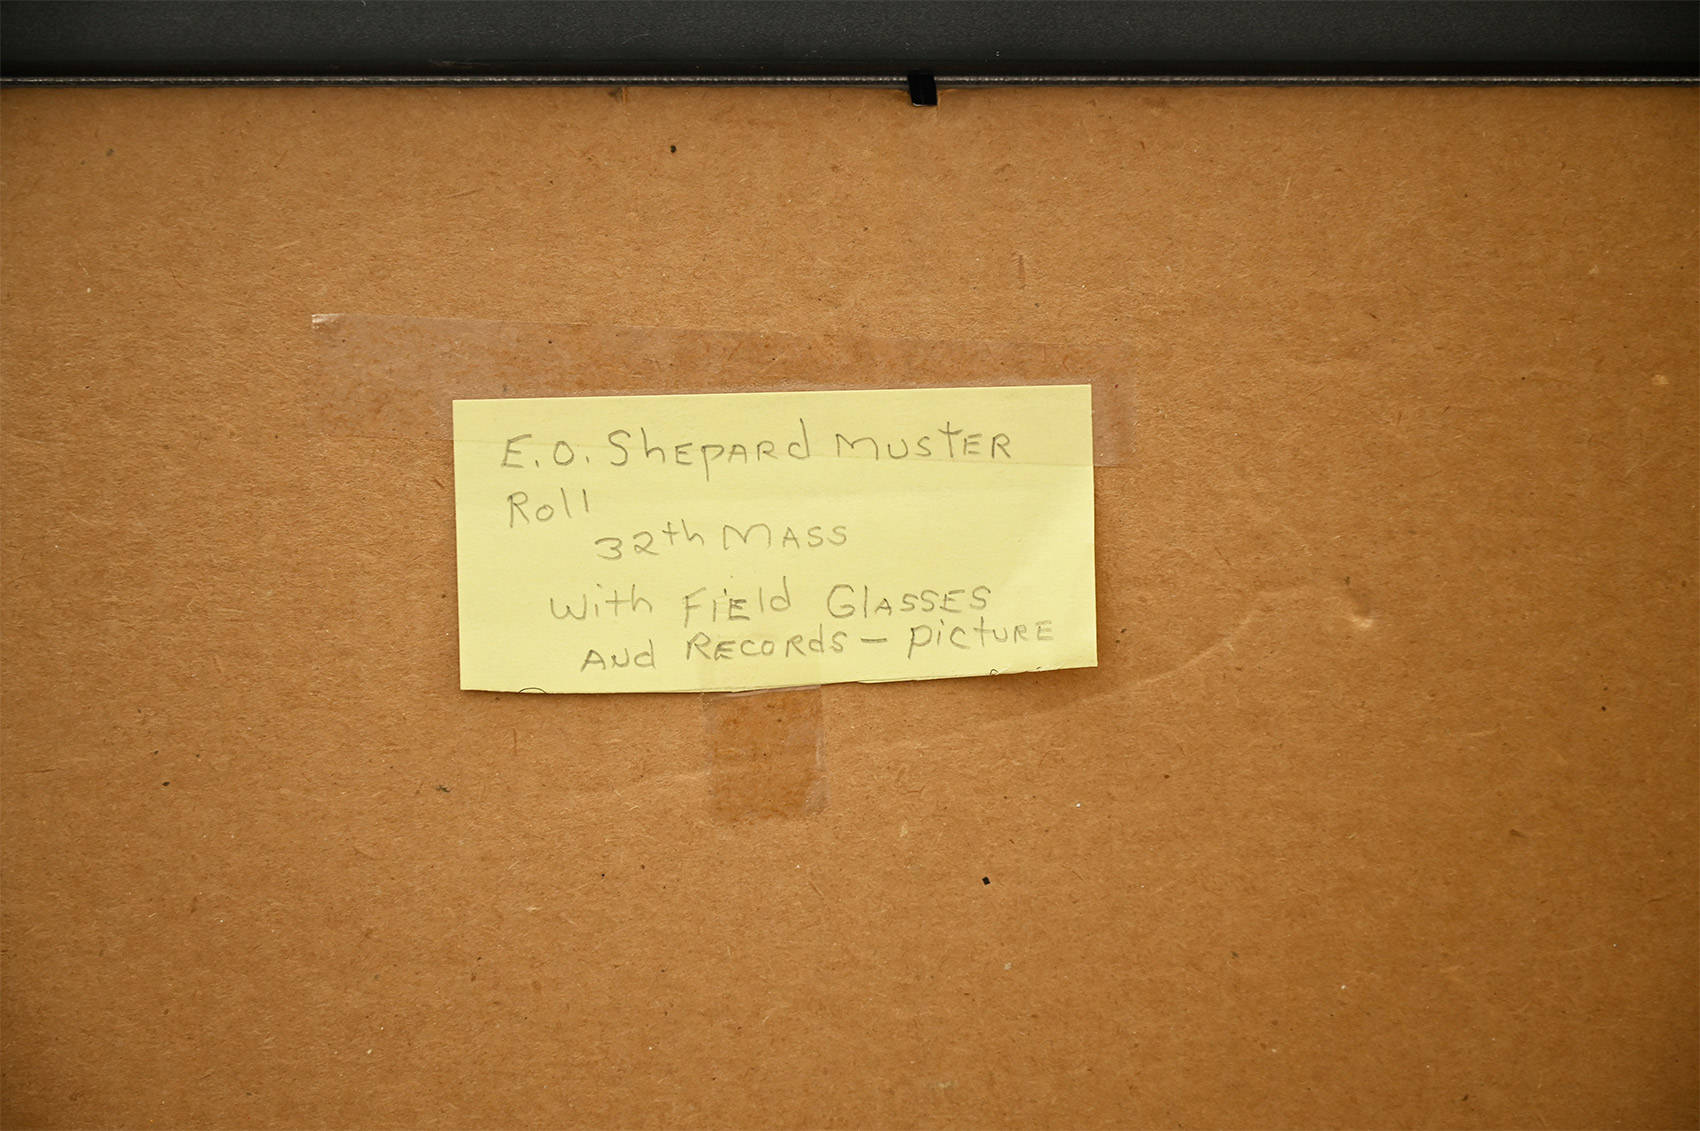 E.O. Shepard Muster
Roll
32th Mass
with Field Glasses
And Records - picture